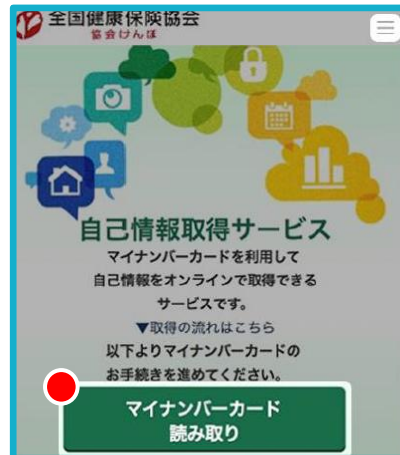 全国健康保険協会
協会けんぽ
自己情報取得サービス
マイナンバーカードを利用して
自己情報をオンラインで取得できる
サービスです。
▼取得の流れはこちら
以下よりマイナンバーカードの
お手続きを進めてください。
マイナンバーカード
読み取り